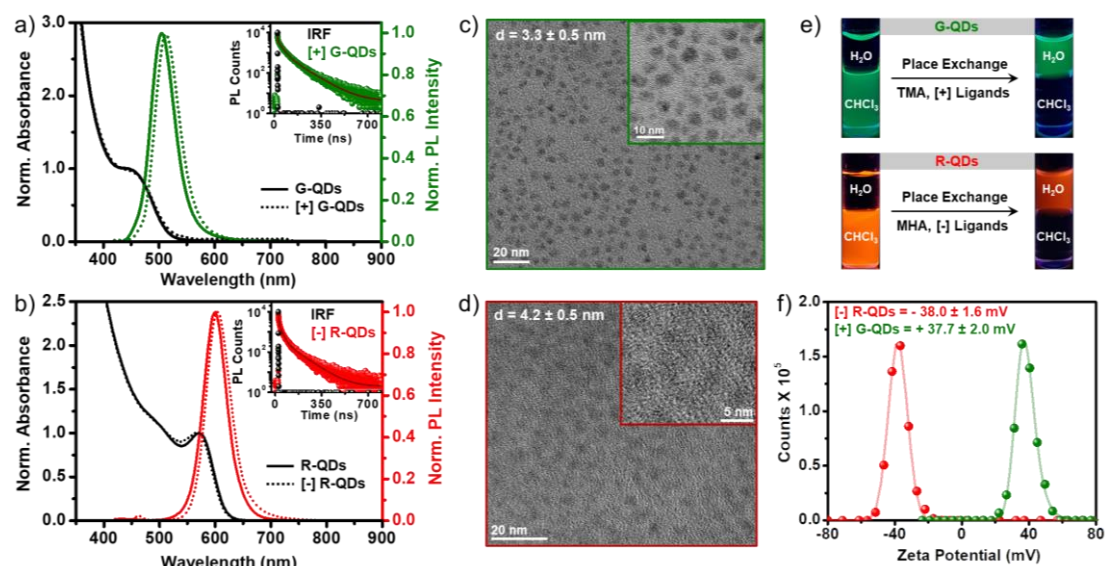 a)
Norm. Absorbance
3.0
2.0
1.0
0.0
400
500
600
700
800
900
Wavelength (nm)
1.0
0.8
0.6
0.4
0.2
0.0
Norm. PL Intensity
G-QDs
[+] G-QDs
IRF
[+] G-QDs
PL Counts
10⁴
10²
10⁰
0
350
700
Time (ns)
b)
Norm. Absorbance
2.5
2.0
1.5
1.0
0.5
0.0
400
500
600
700
800
900
Wavelength (nm)
1.0
0.8
0.6
0.4
0.2
0.0
Norm. PL Intensity
R-QDs
[-] R-QDs
IRF
[-] R-QDs
PL Counts
10⁴
10²
10⁰
0
350
700
Time (ns)
c)
d = 3.3 ± 0.5 nm
10 nm
20 nm
d)
d = 4.2 ± 0.5 nm
5 nm
20 nm
e)
G-QDs
H₂O
CHCl₃
Place Exchange
TMA, [+] Ligands
H₂O
CHCl₃
R-QDs
H₂O
CHCl₃
Place Exchange
MHA, [-] Ligands
H₂O
CHCl₃
f)
[-] R-QDs = - 38.0 ± 1.6 mV
[+] G-QDs = + 37.7 ± 2.0 mV
Counts X 10⁵
2.0
1.5
1.0
0.5
0.0
-80
-40
0
40
80
Zeta Potential (mV)